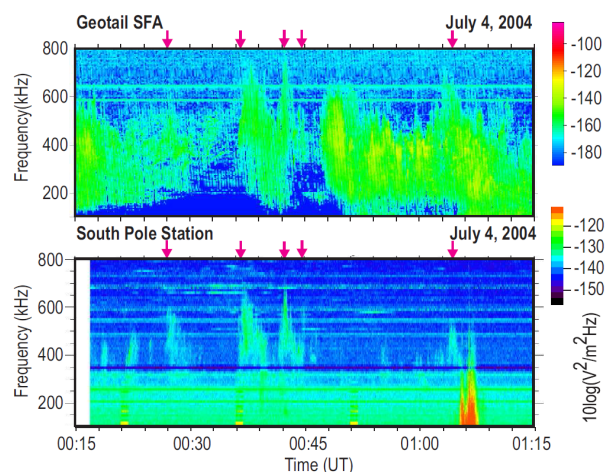 Geotail SFA July 4, 2004
800
600
400
200
Frequency(kHz)
-100
-120
-140
-160
-180
South Pole Station July 4, 2004
800
600
400
200
Frequency (kHz)
-120
-130
-140
-150
10log(V²/m²Hz)
00:15 00:30 00:45 01:00 01:15
Time (UT)